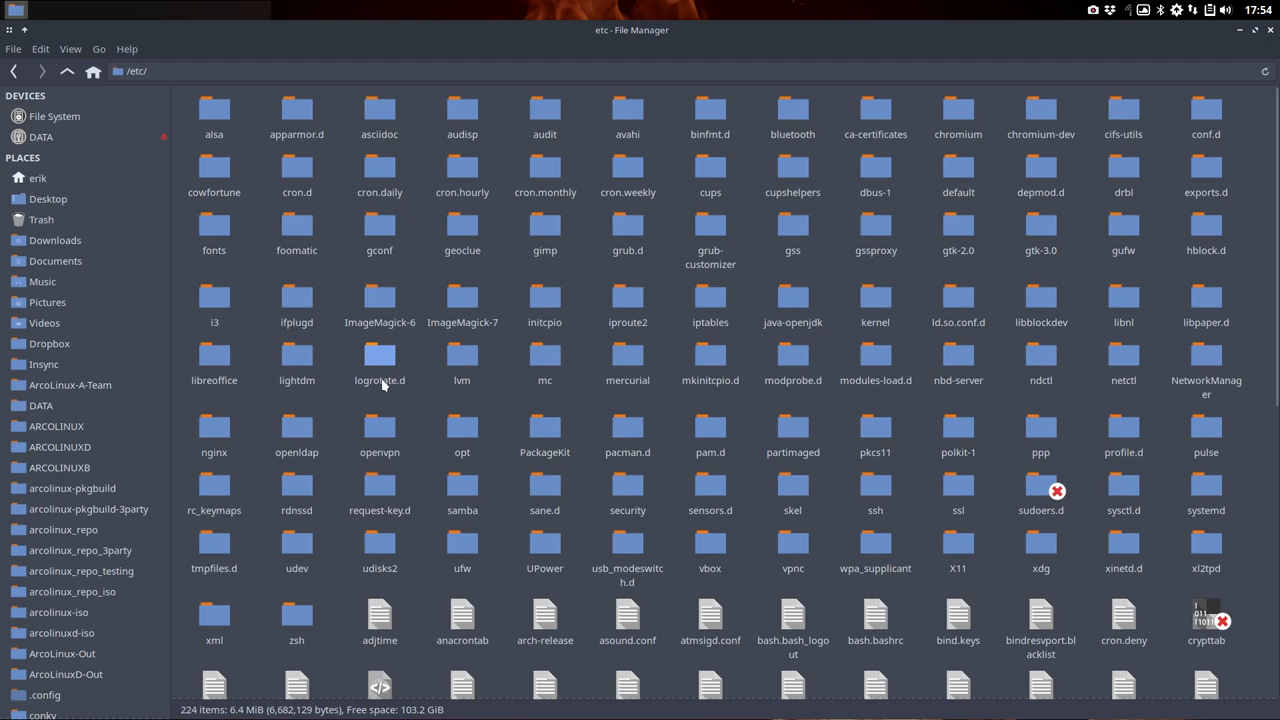 17:54
etc - File Manager
File Edit View Go Help
/etc/
DEVICES
File System
DATA
PLACES
erik
Desktop
Trash
Downloads
Documents
Music
Pictures
Videos
Dropbox
Insync
ArcoLinux-A-Team
DATA
ARCOLINUX
ARCOLINUXD
ARCOLINUXB
arcolinux-pkgbuild
arcolinux-pkgbuild-3party
arcolinux_repo
arcolinux_repo_3party
arcolinux_repo_testing
arcolinux_repo_iso
arcolinux-iso
arcolinuxd-iso
ArcoLinux-Out
ArcoLinuxD-Out
.config
conky
alsa apparmor.d asciidoc audisp audit avahi binfmt.d bluetooth ca-certificates chromium chromium-dev cifs-utils conf.d
cowfortune cron.d cron.daily cron.hourly cron.monthly cron.weekly cups cupshelpers dbus-1 default depmod.d drbl exports.d
fonts foomatic gconf geoclue gimp grub.d grub-customizer gss gssproxy gtk-2.0 gtk-3.0 gufw hblock.d
i3 ifplugd ImageMagick-6 ImageMagick-7 initcpio iproute2 iptables java-openjdk kernel ld.so.conf.d libblockdev libnl libpaper.d
libreoffice lightdm logrotate.d lvm mc mercurial mkinitcpio.d modprobe.d modules-load.d nbd-server ndctl netctl NetworkManager
nginx openldap openvpn opt PackageKit pacman.d pam.d partimaged pkcs11 polkit-1 ppp profile.d pulse
rc_keymaps rdnssd request-key.d samba sane.d security sensors.d skel ssh ssl sudoers.d sysctl.d systemd
tmpfiles.d udev udisks2 ufw UPower usb_modeswitch.d vbox vpnc wpa_supplicant X11 xdg xinetd.d xl2tpd
xml zsh adjtime anacrontab arch-release asound.conf atmsigd.conf bash.bash_logout bash.bashrc bind.keys bindresvport.blacklist cron.deny crypttab
224 items: 6.4 MiB (6,682,129 bytes), Free space: 103.2 GiB